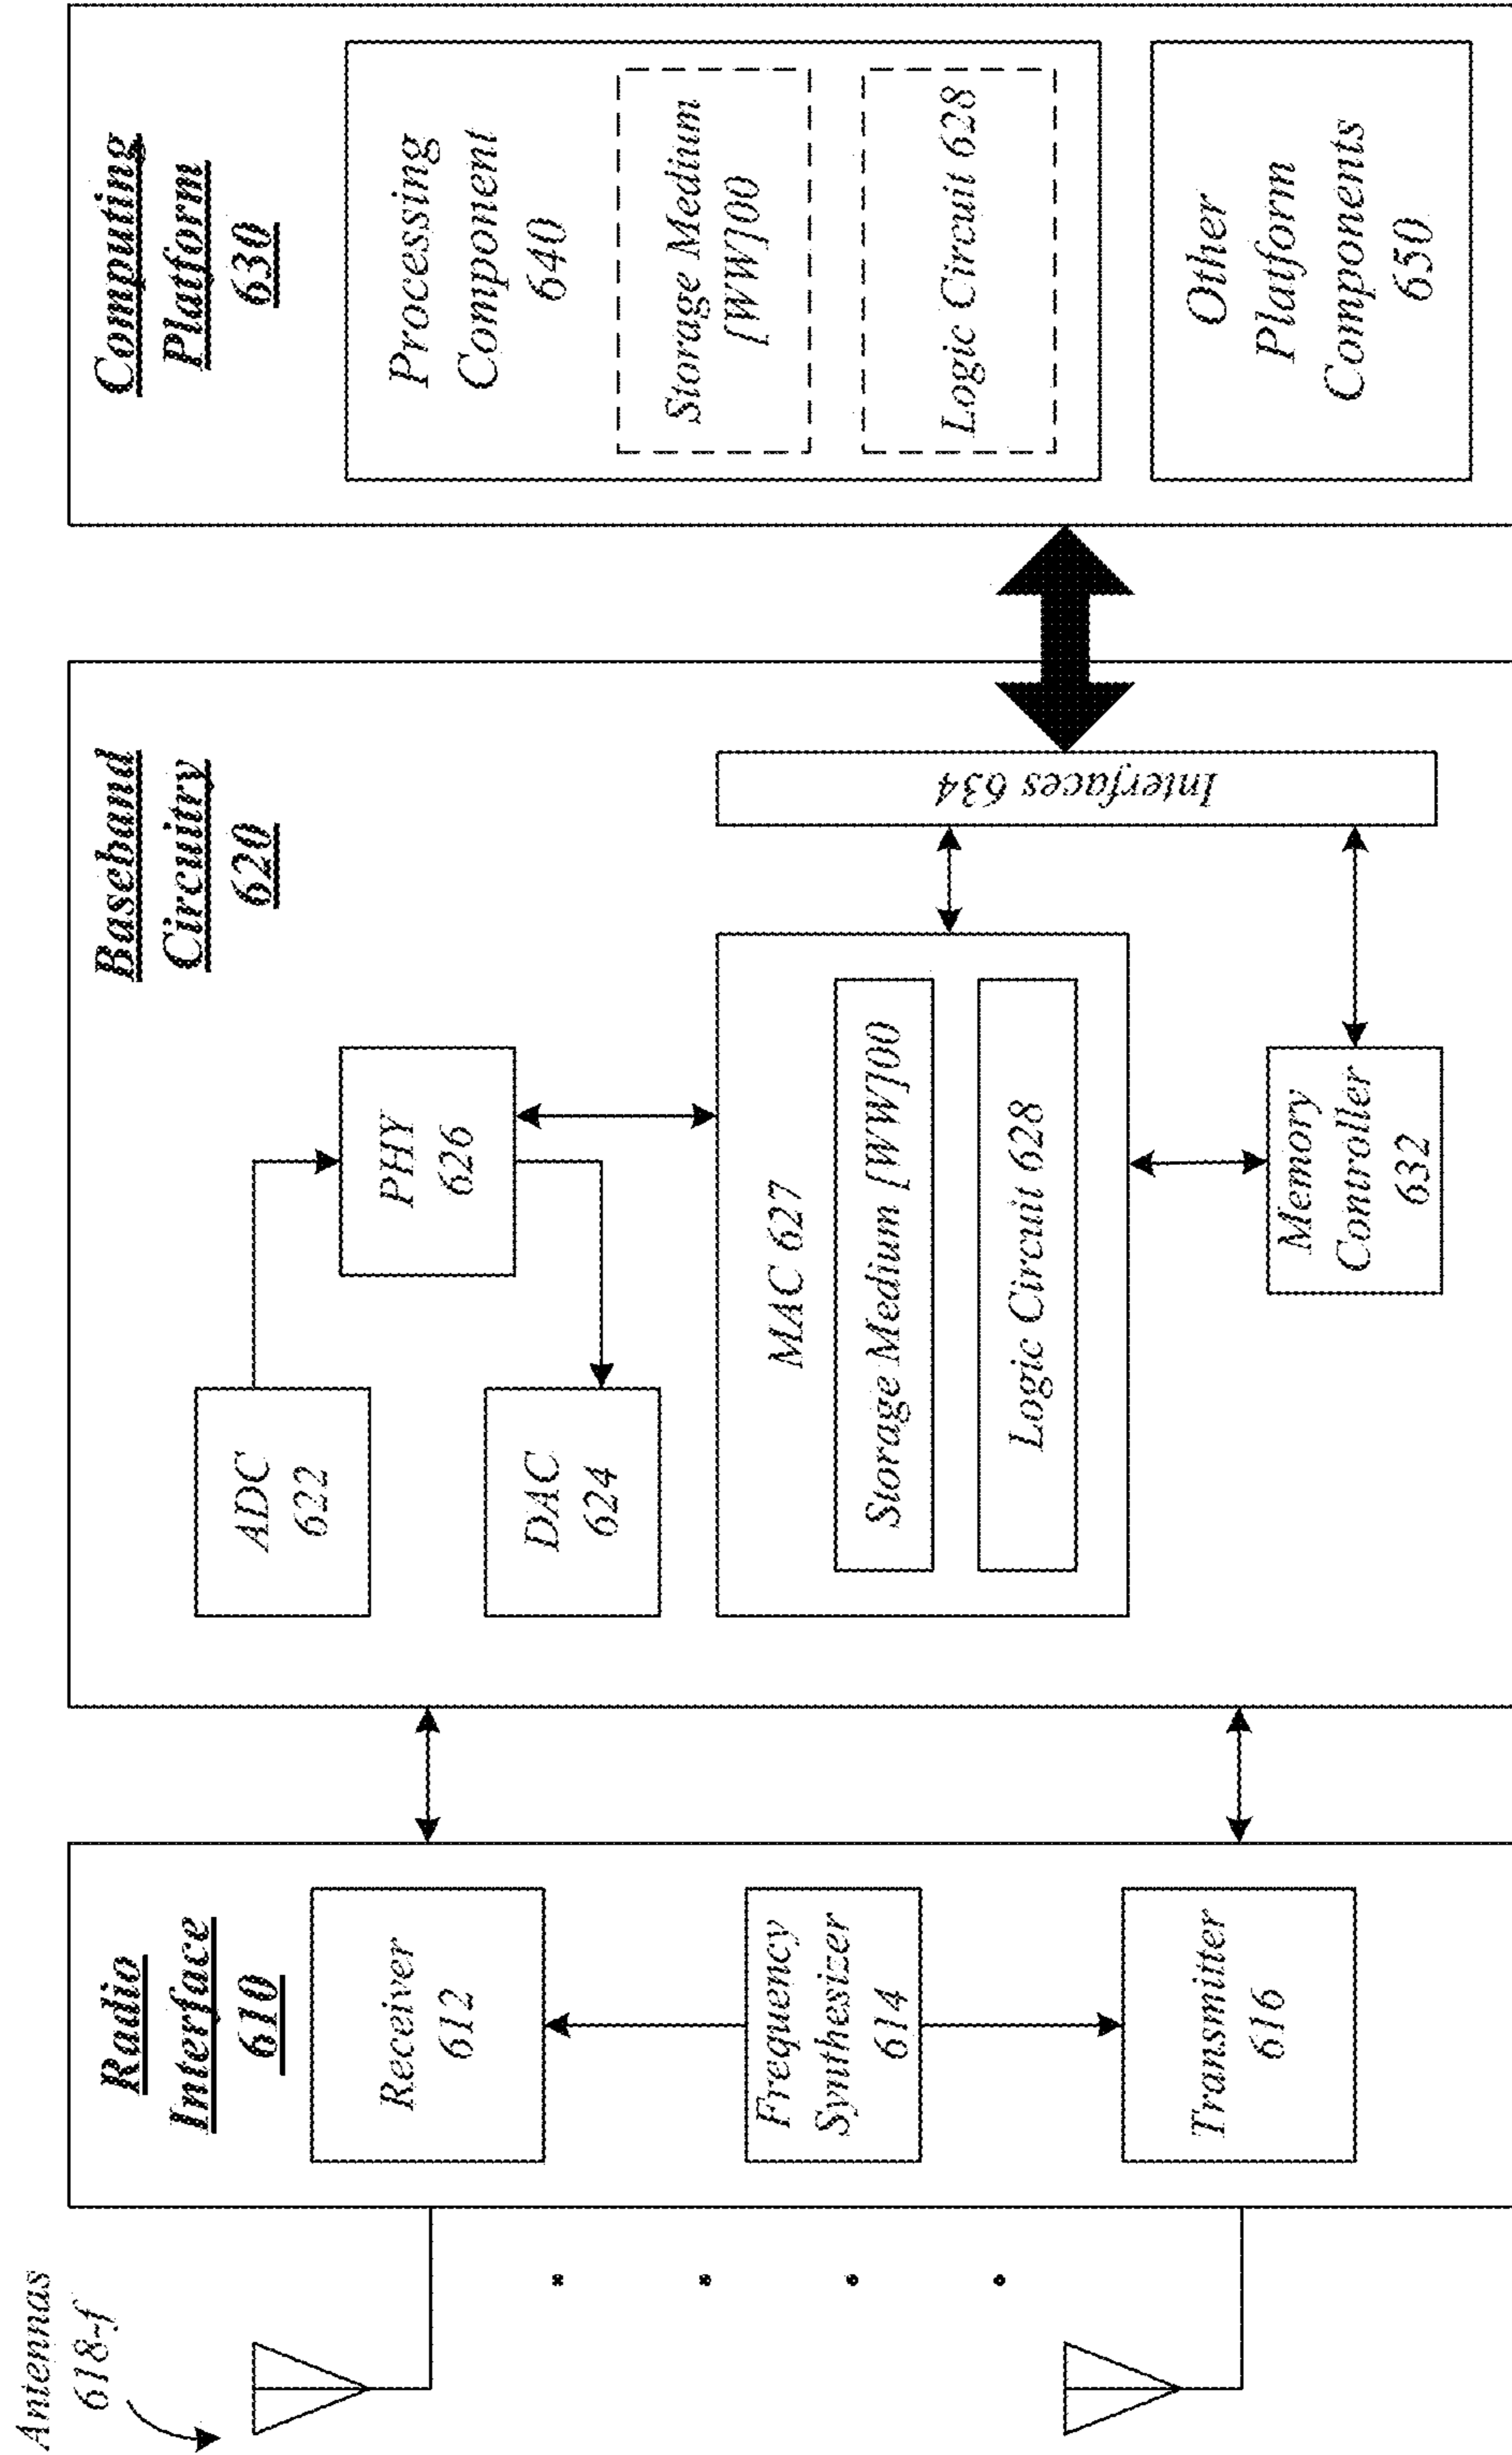 Antennas
618-f
Radio
Interface
610
Receiver
612
Frequency
Synthesizer
614
Transmitter
616
Baseband
Circuitry
620
ADC
622
PHY
626
DAC
624
MAC 627
Storage Medium [WW]00
Logic Circuit 628
Memory
Controller
632
Interfaces 634
Computing
Platform
630
Processing
Component
640
Storage Medium
[WW]00
Logic Circuit 628
Other
Platform
Components
650